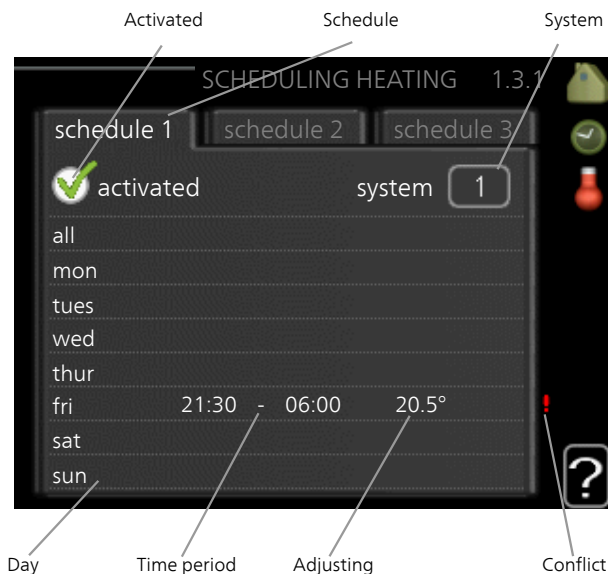 Activated Schedule System
SCHEDULING HEATING 1.3.1
schedule 1 schedule 2 schedule 3
activated system 1
all
mon
tues
wed
thur
fri 21:30 - 06:00 20.5° !
sat
sun
?
Day Time period Adjusting Conflict